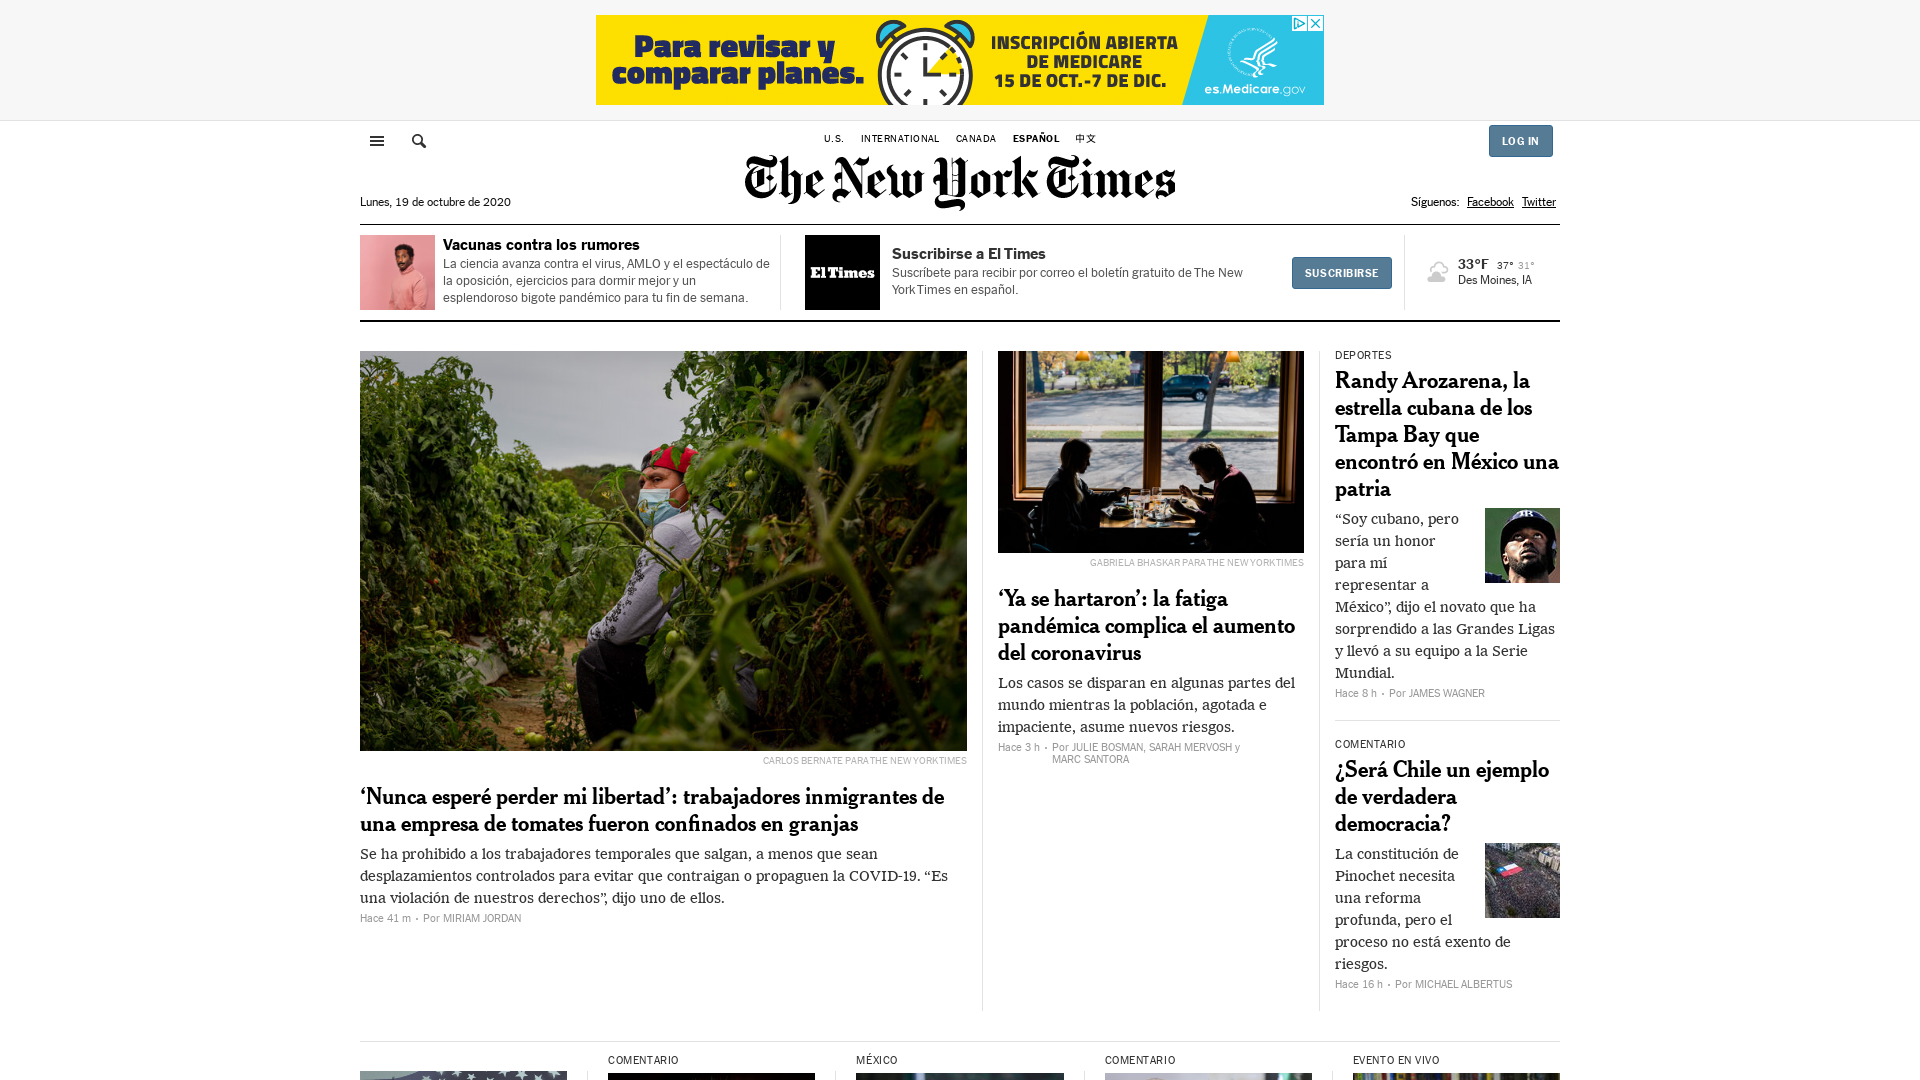 Para revisar y
comparar planes.
INSCRIPCIÓN ABIERTA
DE MEDICARE
15 DE OCT.-7 DE DIC.
es.Medicare.gov
U.S.
INTERNATIONAL
CANADA
ESPAÑOL
中文
LOG IN
The New York Times
Lunes, 19 de octubre de 2020
Síguenos: Facebook Twitter
Vacunas contra los rumores
La ciencia avanza contra el virus, AMLO y el espectáculo de
la oposición, ejercicios para dormir mejor y un
esplendoroso bigote pandémico para tu fin de semana.
El Times
Suscribirse a El Times
Suscríbete para recibir por correo el boletín gratuito de The New
York Times en español.
SUSCRIBIRSE
33°F 37° 31°
Des Moines, IA
CARLOS BERNATE PARA THE NEW YORK TIMES
‘Nunca esperé perder mi libertad’: trabajadores inmigrantes de
una empresa de tomates fueron confinados en granjas
Se ha prohibido a los trabajadores temporales que salgan, a menos que sean
desplazamientos controlados para evitar que contraigan o propaguen la COVID-19. “Es
una violación de nuestros derechos”, dijo uno de ellos.
Hace 41 m • Por MIRIAM JORDAN
GABRIELA BHASKAR PARA THE NEW YORK TIMES
‘Ya se hartaron’: la fatiga
pandémica complica el aumento
del coronavirus
Los casos se disparan en algunas partes del
mundo mientras la población, agotada e
impaciente, asume nuevos riesgos.
Hace 3 h • Por JULIE BOSMAN, SARAH MERVOSH y
MARC SANTORA
DEPORTES
Randy Arozarena, la
estrella cubana de los
Tampa Bay que
encontró en México una
patria
“Soy cubano, pero
sería un honor
para mí
representar a
México”, dijo el novato que ha
sorprendido a las Grandes Ligas
y llevó a su equipo a la Serie
Mundial.
Hace 8 h • Por JAMES WAGNER
COMENTARIO
¿Será Chile un ejemplo
de verdadera
democracia?
La constitución de
Pinochet necesita
una reforma
profunda, pero el
proceso no está exento de
riesgos.
Hace 16 h • Por MICHAEL ALBERTUS
COMENTARIO
MÉXICO
COMENTARIO
EVENTO EN VIVO